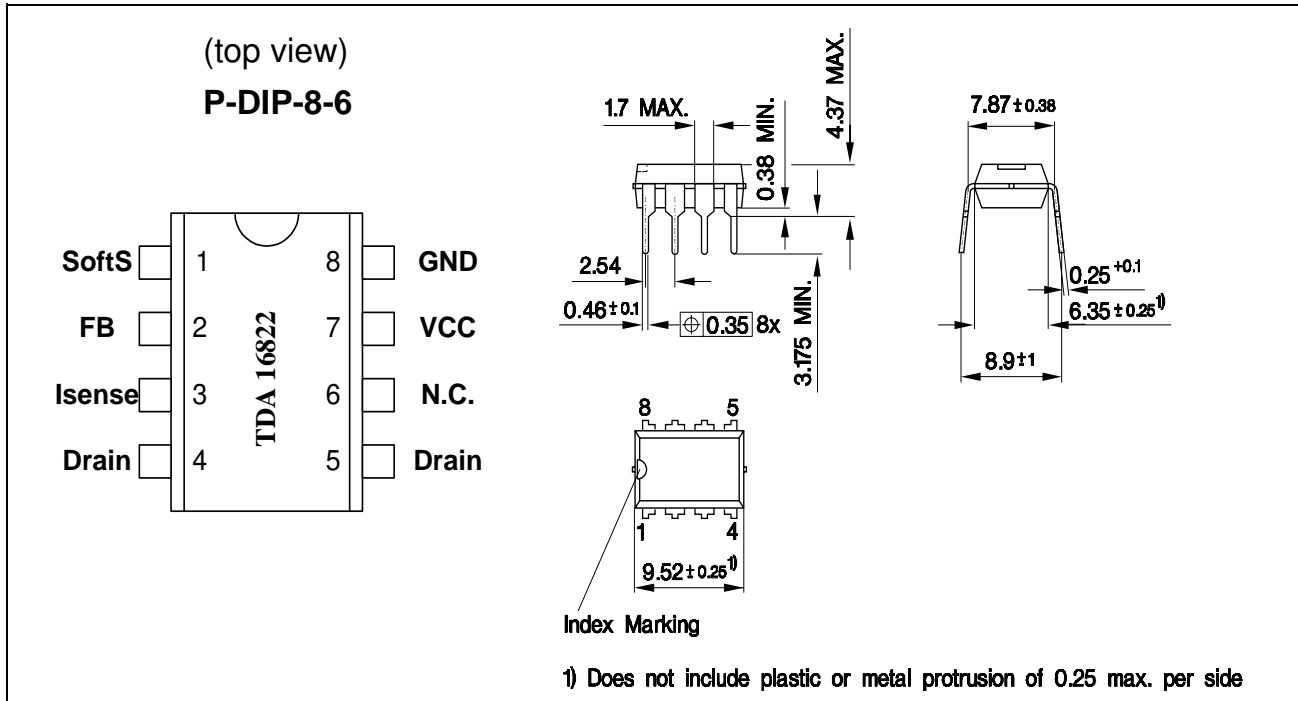 (top view)
P-DIP-8-6
SoftS 1 8 GND
FB 2 7 VCC
Isense 3 6 N.C.
Drain 4 5 Drain
TDA 16822
1.7 MAX.
0.38 MIN.
4.37 MAX.
7.87 ±0.38
2.54
0.46 ±0.1
⌖ 0.35 8x
3.175 MIN.
0.25 +0.1
6.35 ±0.25 1)
8.9 ±1
8 5
1 4
9.52 ±0.25 1)
Index Marking
1) Does not include plastic or metal protrusion of 0.25 max. per side